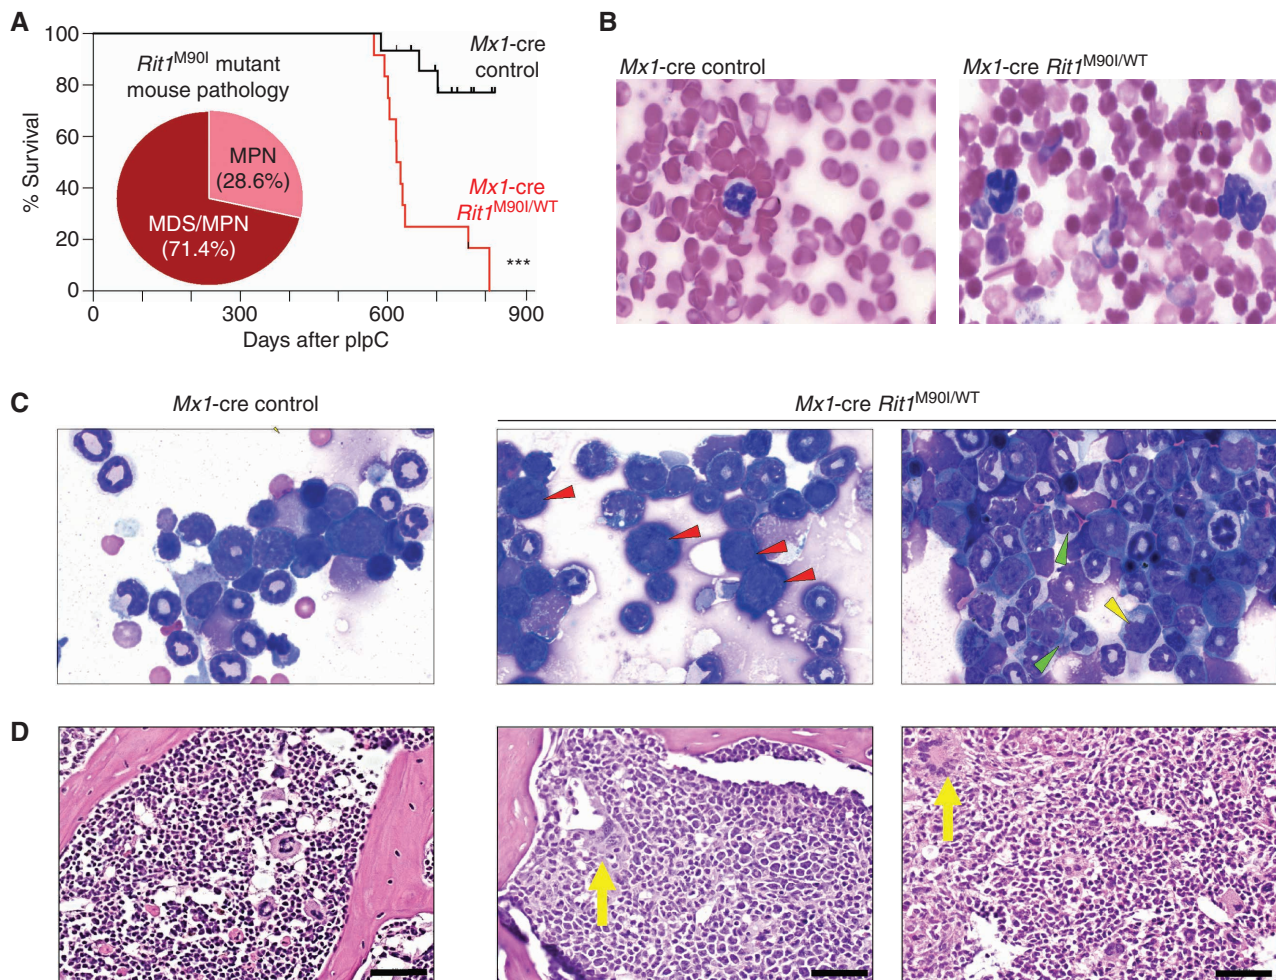 A
100
80
60
40
20
0
% Survival
Rit1M90I mutant
mouse pathology
MPN
(28.6%)
MDS/MPN
(71.4%)
Mx1-cre
control
Mx1-cre
Rit1M90I/WT
***
0 300 600 900
Days after pIpC
B
Mx1-cre control
Mx1-cre Rit1M90I/WT
C
Mx1-cre control
Mx1-cre Rit1M90I/WT
D